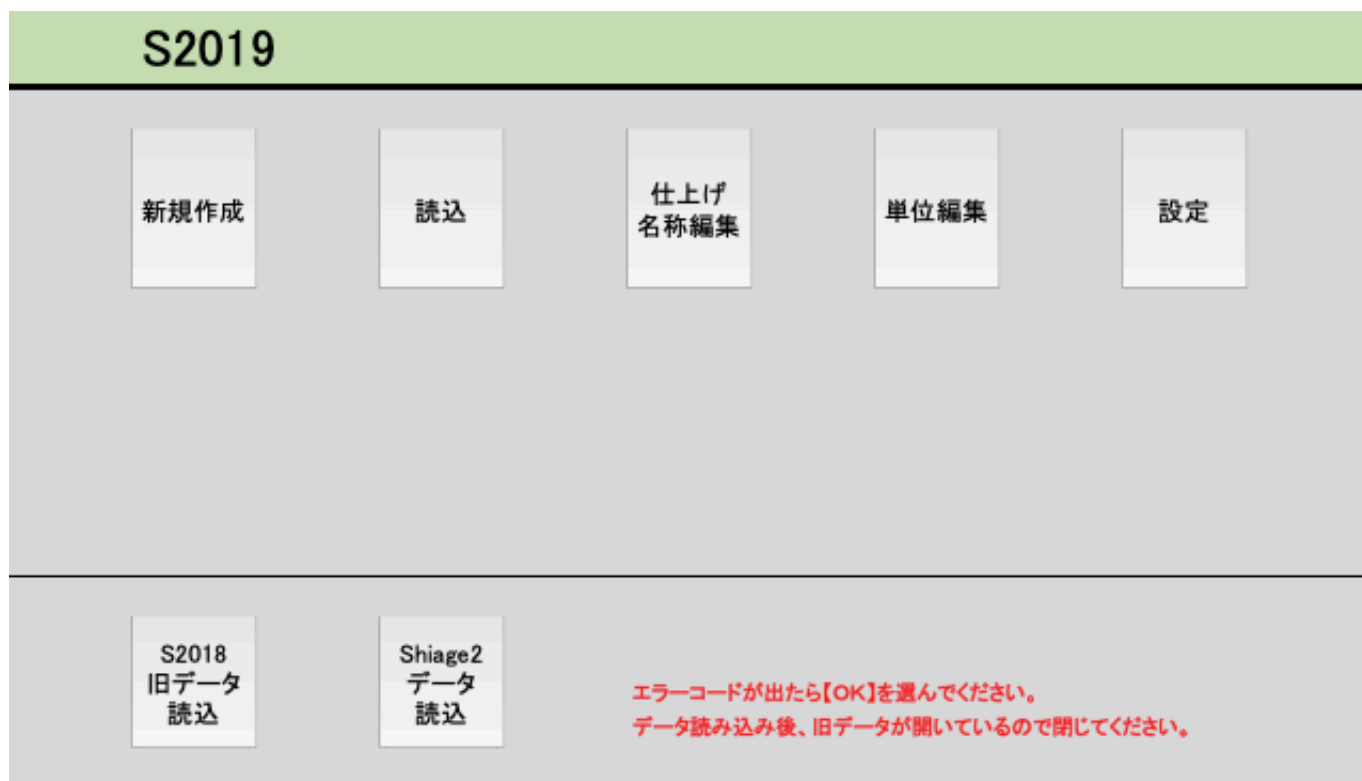 S2019
新規作成
読込
仕上げ
名称編集
単位編集
設定
S2018
旧データ
読込
Shiage2
データ
読込
エラーコードが出たら【OK】を選んでください。
データ読み込み後、旧データが開いているので閉じてください。